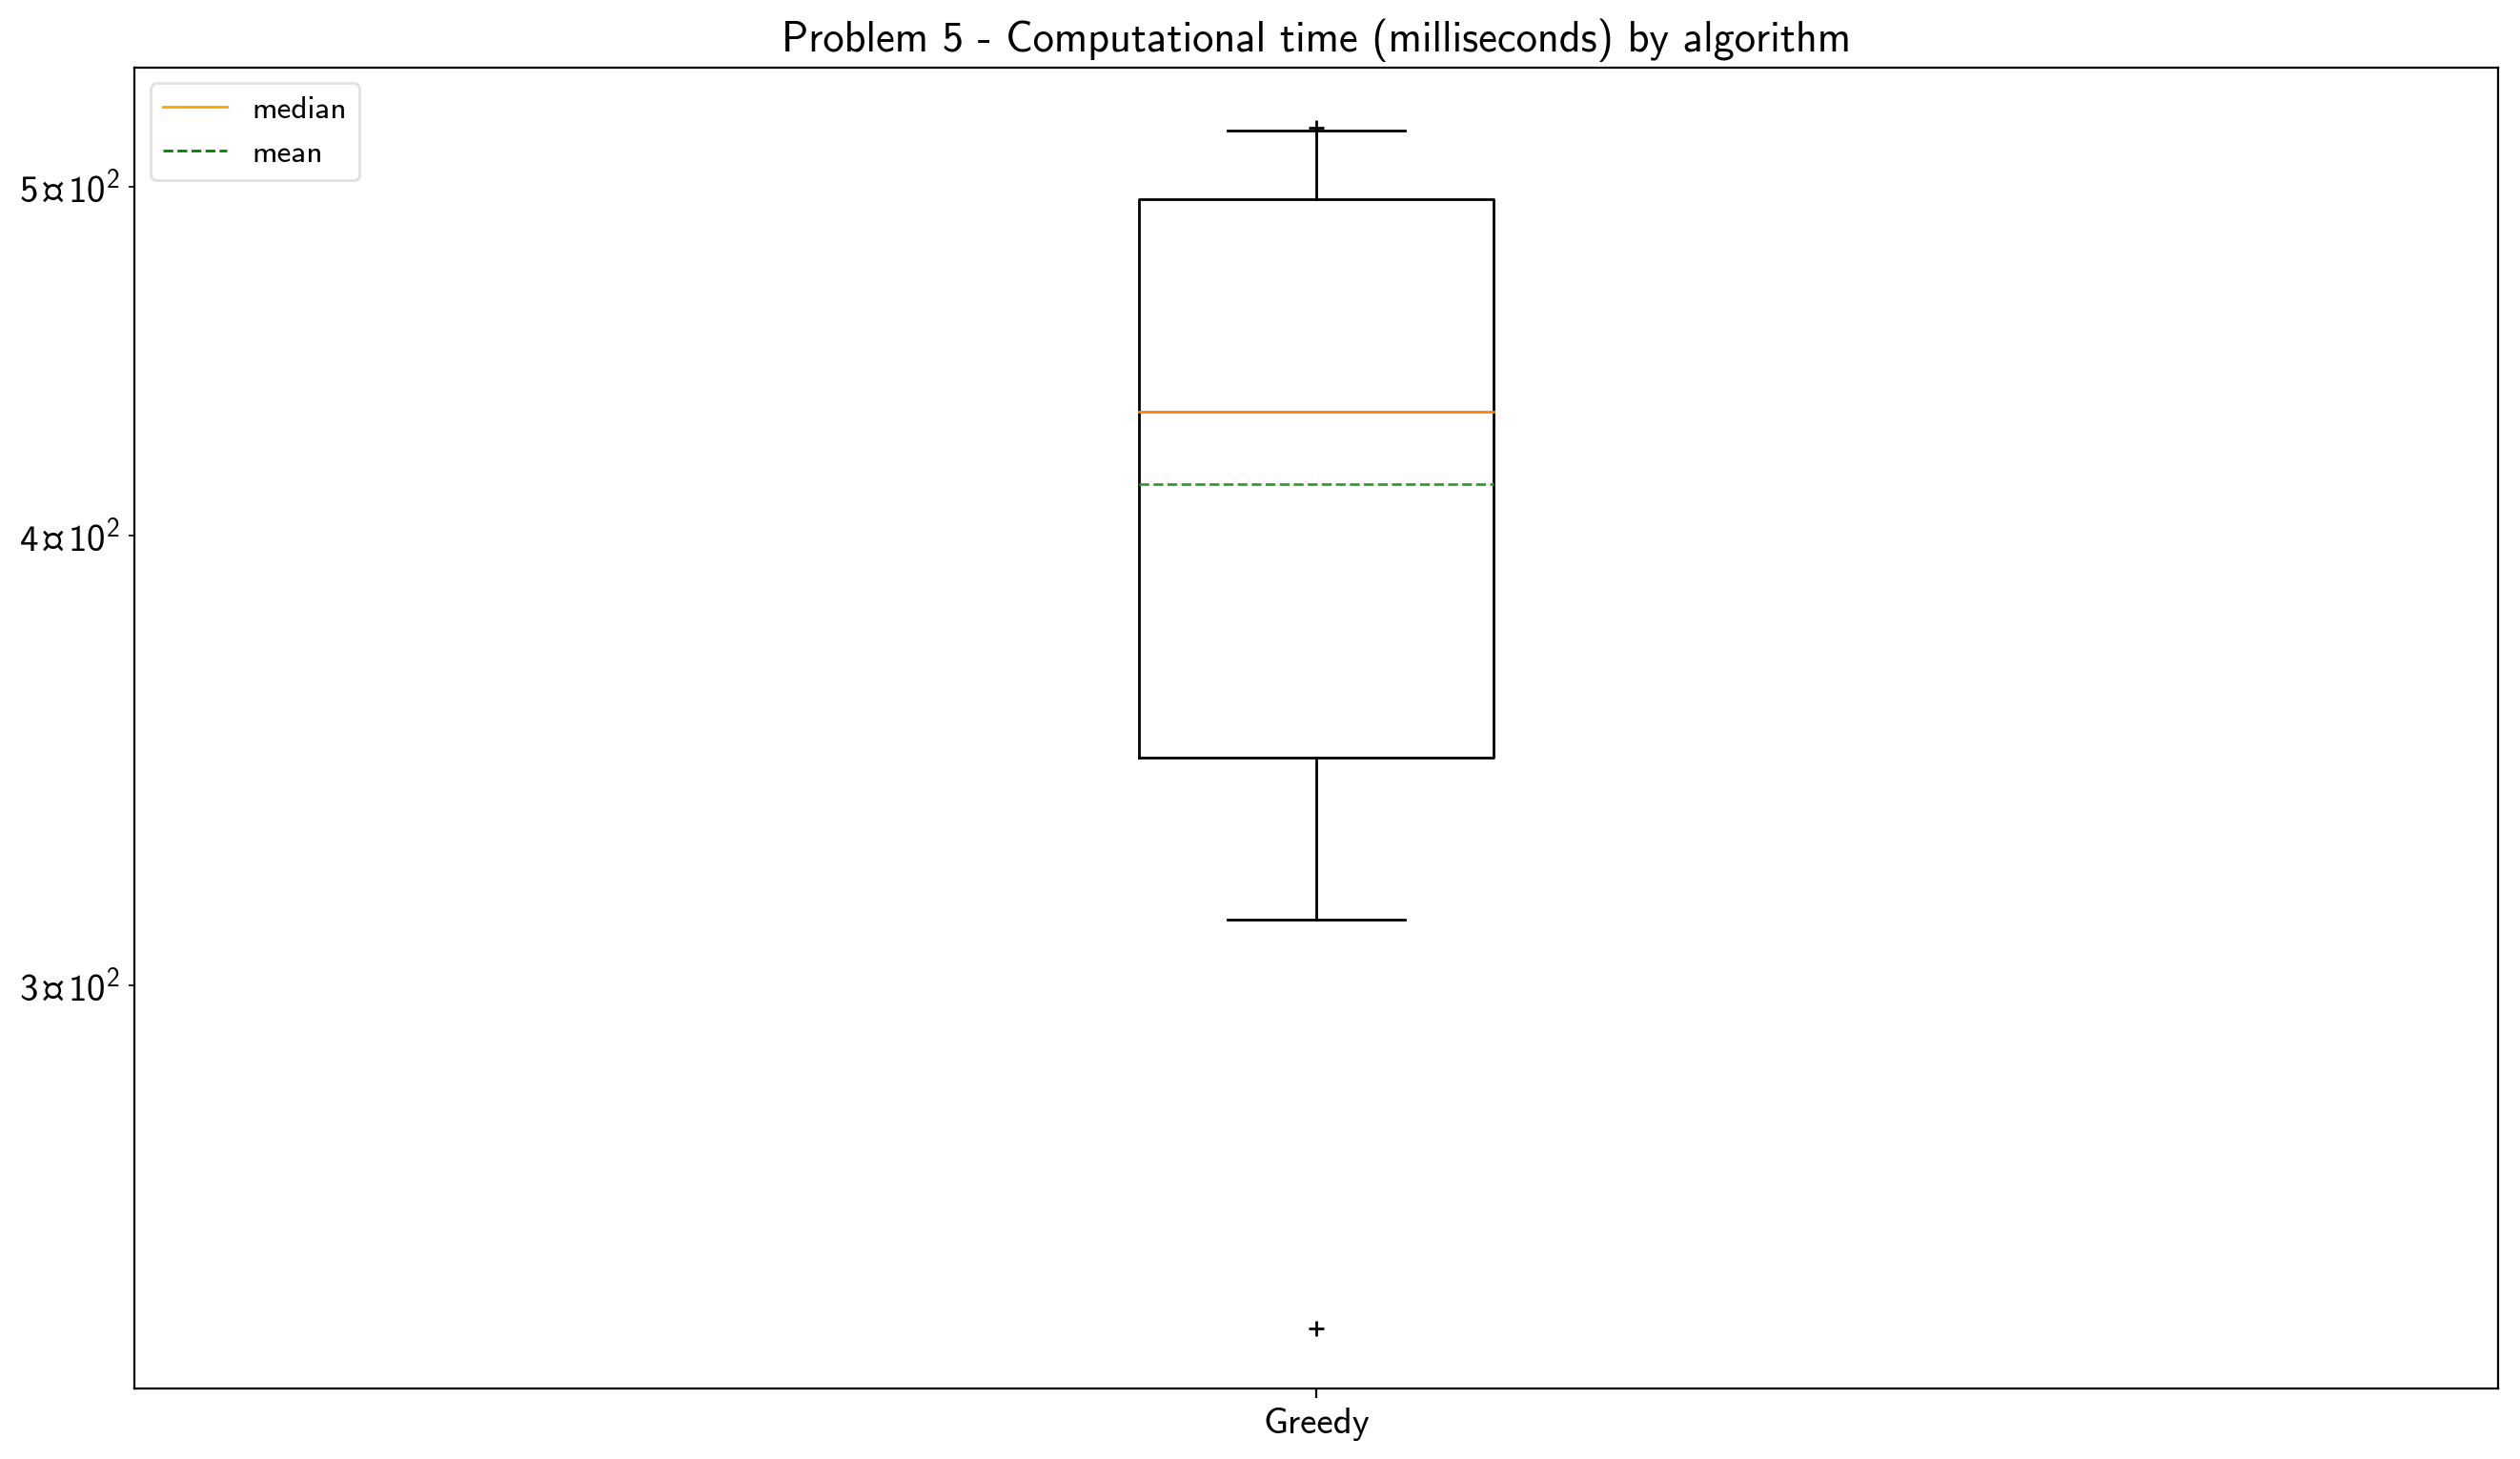 Problem 5 - Computational time (milliseconds) by algorithm
median
mean
5¤10²
4¤10²
3¤10²
Greedy